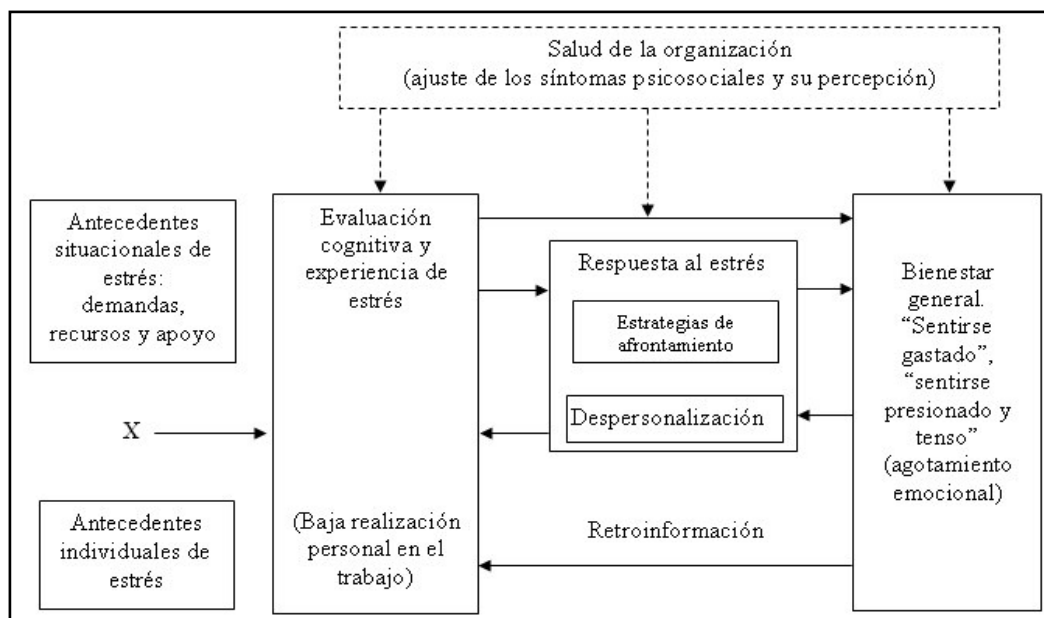 Salud de la organización
(ajuste de los síntomas psicosociales y su percepción)
Antecedentes
situacionales de
estrés:
demandas,
recursos y apoyo
X
Antecedentes
individuales de
estrés
Evaluación
cognitiva y
experiencia de
estrés
(Baja realización
personal en el
trabajo)
Respuesta al estrés
Estrategias de
afrontamiento
Despersonalización
Retroinformación
Bienestar
general.
“Sentirse
gastado”,
“sentirse
presionado y
tenso”
(agotamiento
emocional)